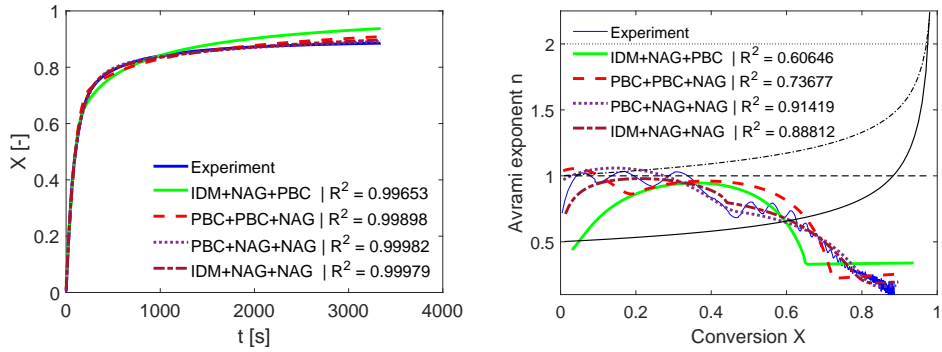 1
0.8
0.6
0.4
0.2
0
0
1000
2000
3000
4000
X [-]
t [s]
Experiment
IDM+NAG+PBC | R² = 0.99653
PBC+PBC+NAG | R² = 0.99898
PBC+NAG+NAG | R² = 0.99982
IDM+NAG+NAG | R² = 0.99979
2
1.5
1
0.5
0
0.2
0.4
0.6
0.8
1
Avrami exponent n
Conversion X
Experiment
IDM+NAG+PBC | R² = 0.60646
PBC+PBC+NAG | R² = 0.73677
PBC+NAG+NAG | R² = 0.91419
IDM+NAG+NAG | R² = 0.88812